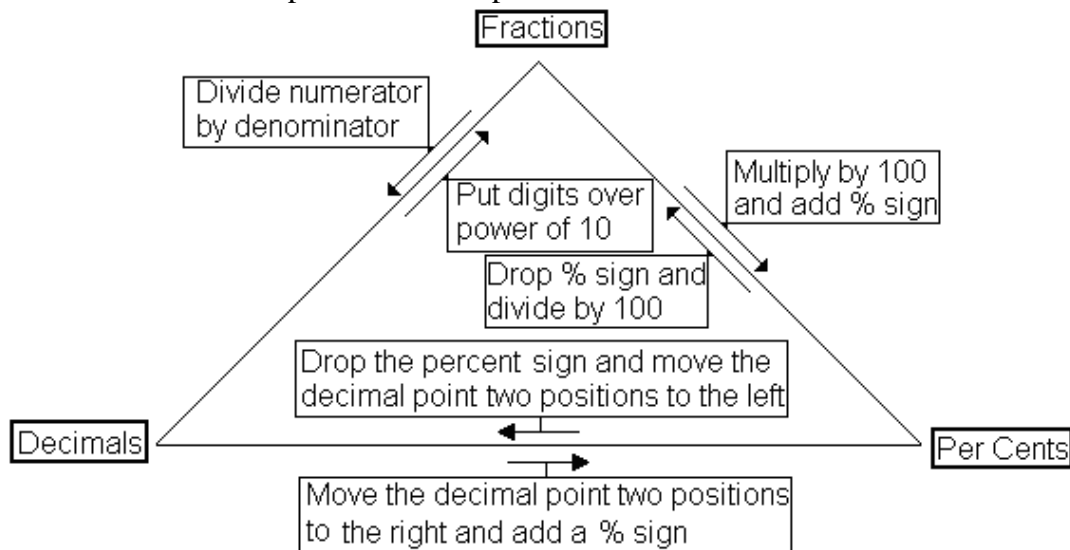 Fractions
Divide numerator
by denominator
Multiply by 100
and add % sign
Put digits over
power of 10
Drop % sign and
divide by 100
Drop the percent sign and move the
decimal point two positions to the left
Decimals
Per Cents
Move the decimal point two positions
to the right and add a % sign